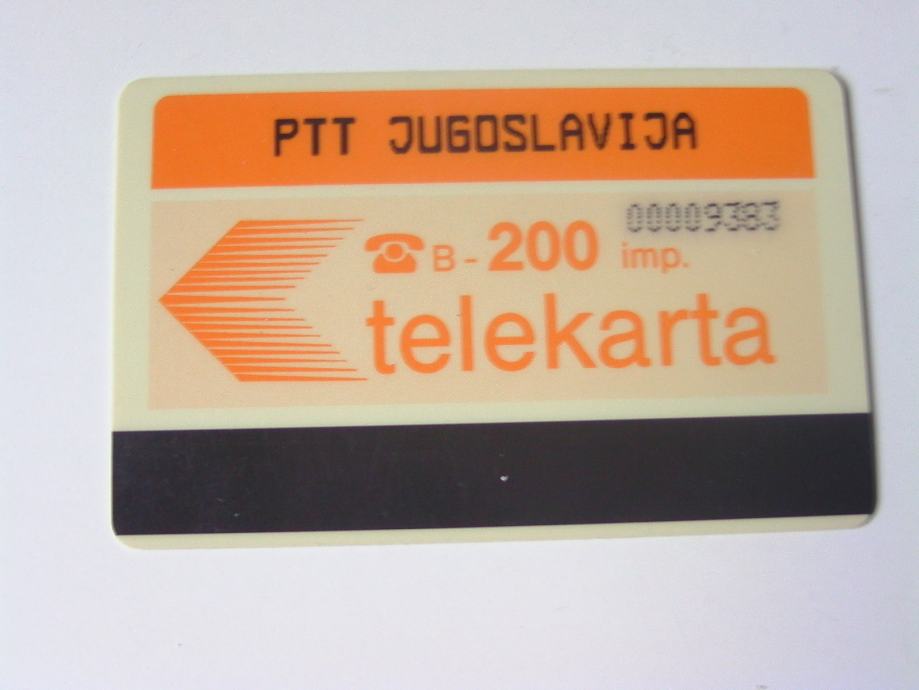 PTT JUGOSLAVIJA
00009383
B - 200 imp.
telekarta